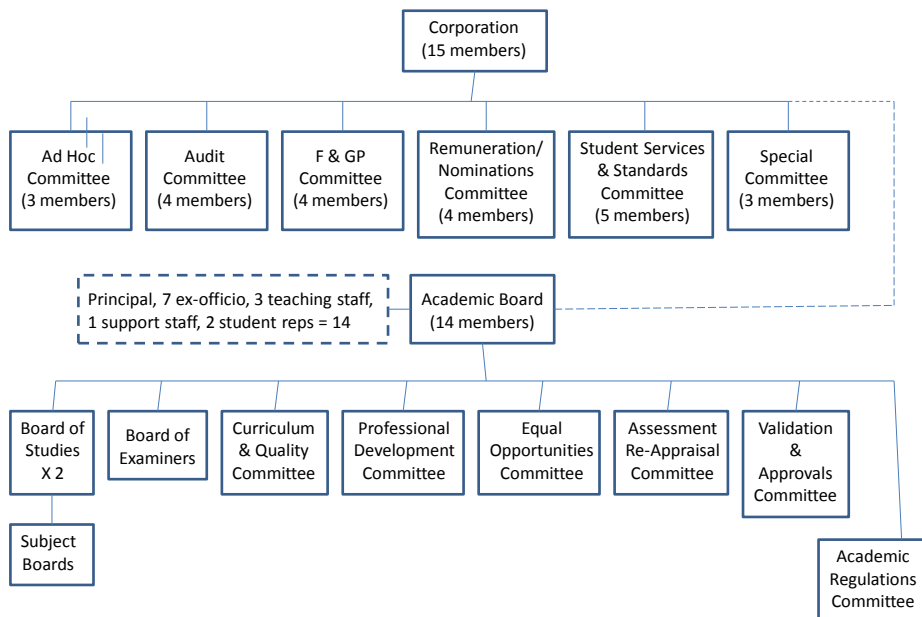 Corporation
(15 members)
Ad Hoc
Committee
(3 members)
Audit
Committee
(4 members)
F & GP
Committee
(4 members)
Remuneration/
Nominations
Committee
(4 members)
Student Services
& Standards
Committee
(5 members)
Special
Committee
(3 members)
Principal, 7 ex-officio, 3 teaching staff,
1 support staff, 2 student reps = 14
Academic Board
(14 members)
Board of
Studies
X 2
Board of
Examiners
Curriculum
& Quality
Committee
Professional
Development
Committee
Equal
Opportunities
Committee
Assessment
Re-Appraisal
Committee
Validation
&
Approvals
Committee
Subject
Boards
Academic
Regulations
Committee